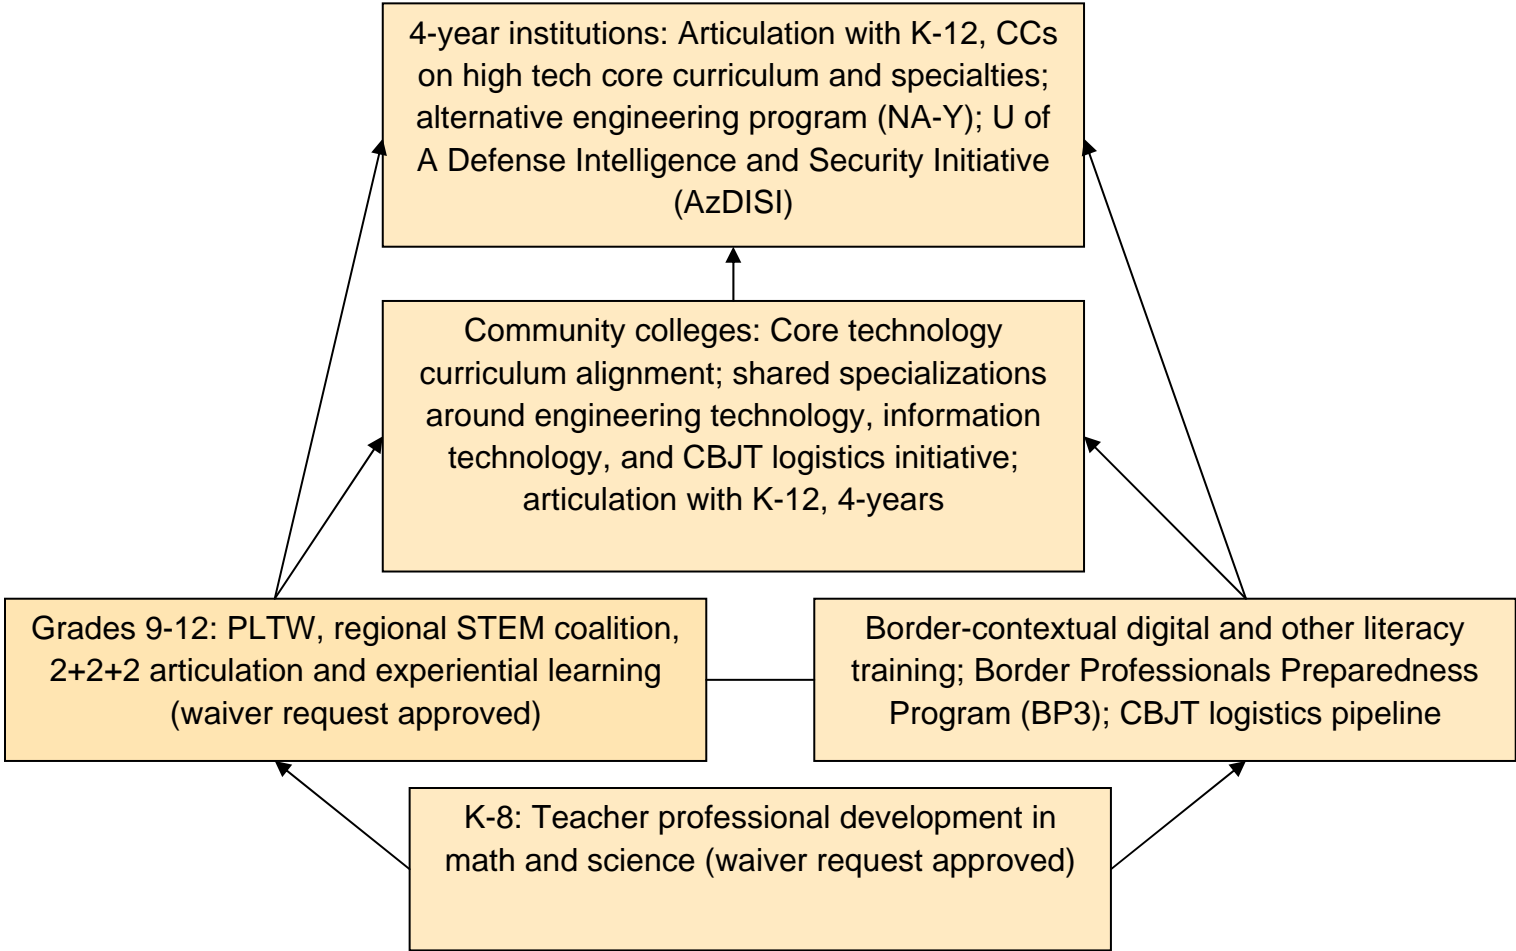 4-year institutions: Articulation with K-12, CCs
on high tech core curriculum and specialties;
alternative engineering program (NA-Y); U of
A Defense Intelligence and Security Initiative
(AzDISI)
Community colleges: Core technology
curriculum alignment; shared specializations
around engineering technology, information
technology, and CBJT logistics initiative;
articulation with K-12, 4-years
Grades 9-12: PLTW, regional STEM coalition,
2+2+2 articulation and experiential learning
(waiver request approved)
Border-contextual digital and other literacy
training; Border Professionals Preparedness
Program (BP3); CBJT logistics pipeline
K-8: Teacher professional development in
math and science (waiver request approved)